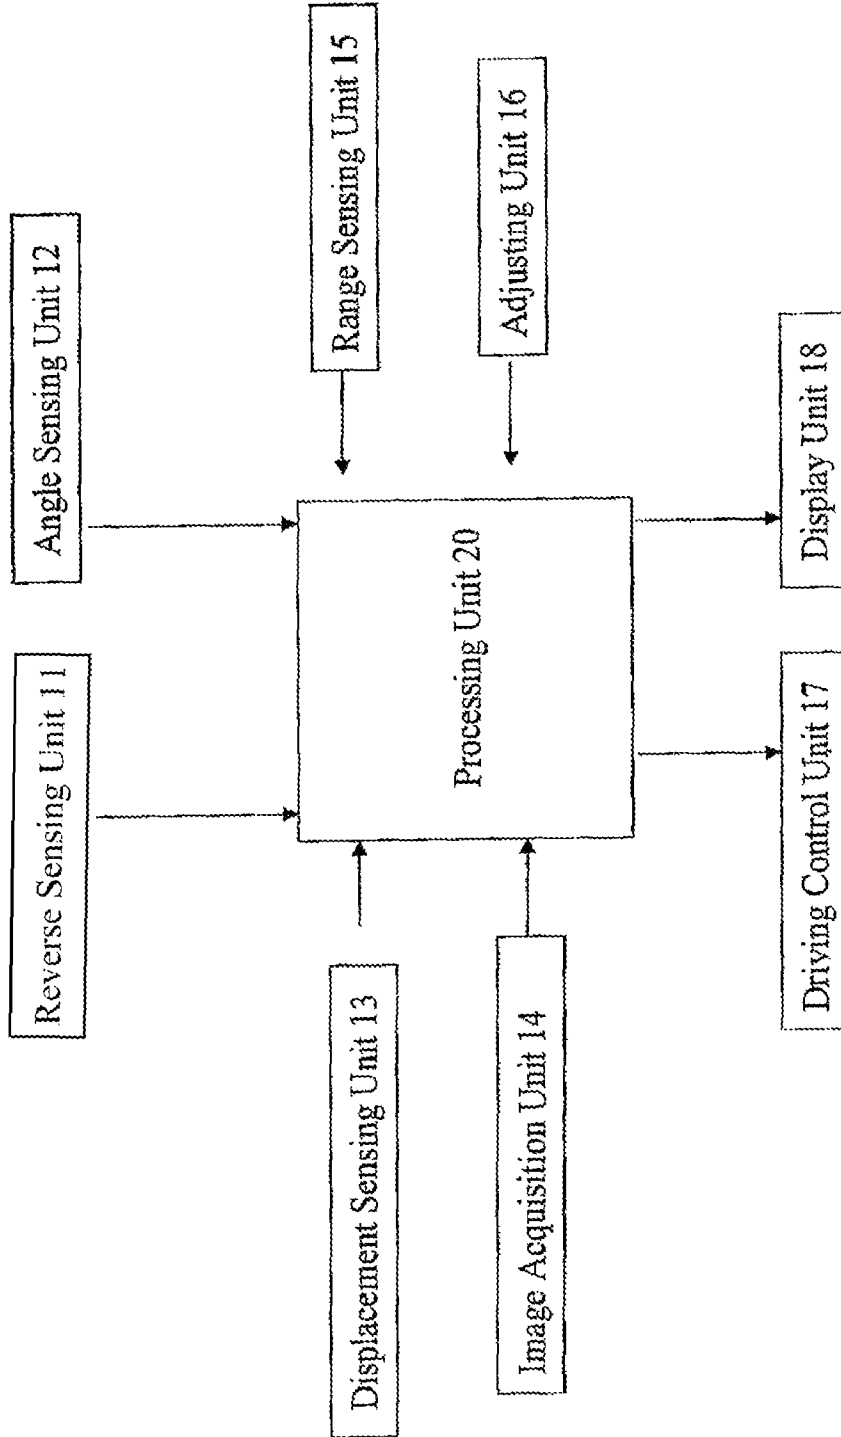 Reverse Sensing Unit 11
Angle Sensing Unit 12
Displacement Sensing Unit 13
Range Sensing Unit 15
Processing Unit 20
Image Acquisition Unit 14
Adjusting Unit 16
Driving Control Unit 17
Display Unit 18